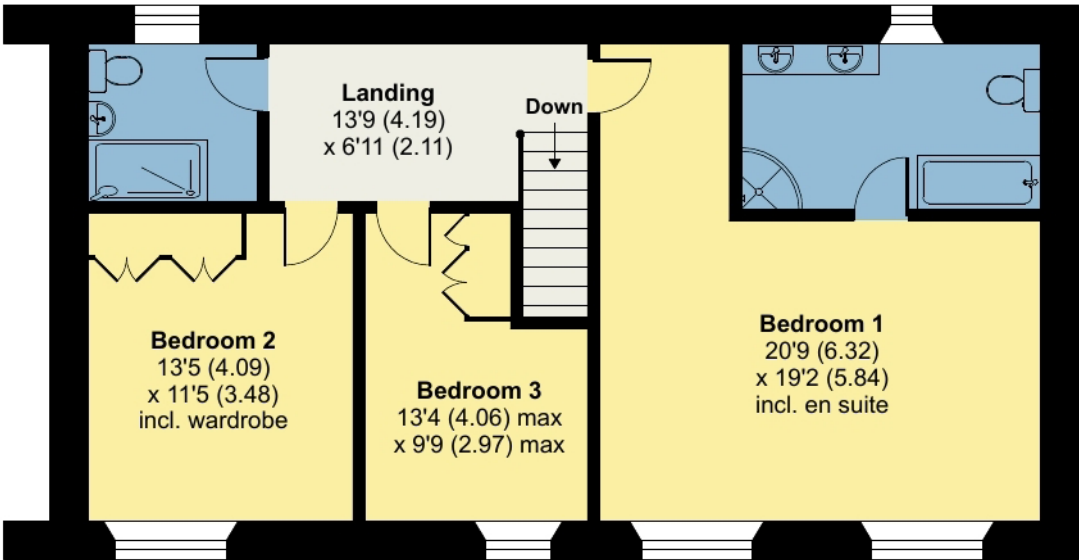 Landing
13'9 (4.19)
x 6'11 (2.11)
Down
Bedroom 2
13'5 (4.09)
x 11'5 (3.48)
incl. wardrobe
Bedroom 3
13'4 (4.06) max
x 9'9 (2.97) max
Bedroom 1
20'9 (6.32)
x 19'2 (5.84)
incl. en suite